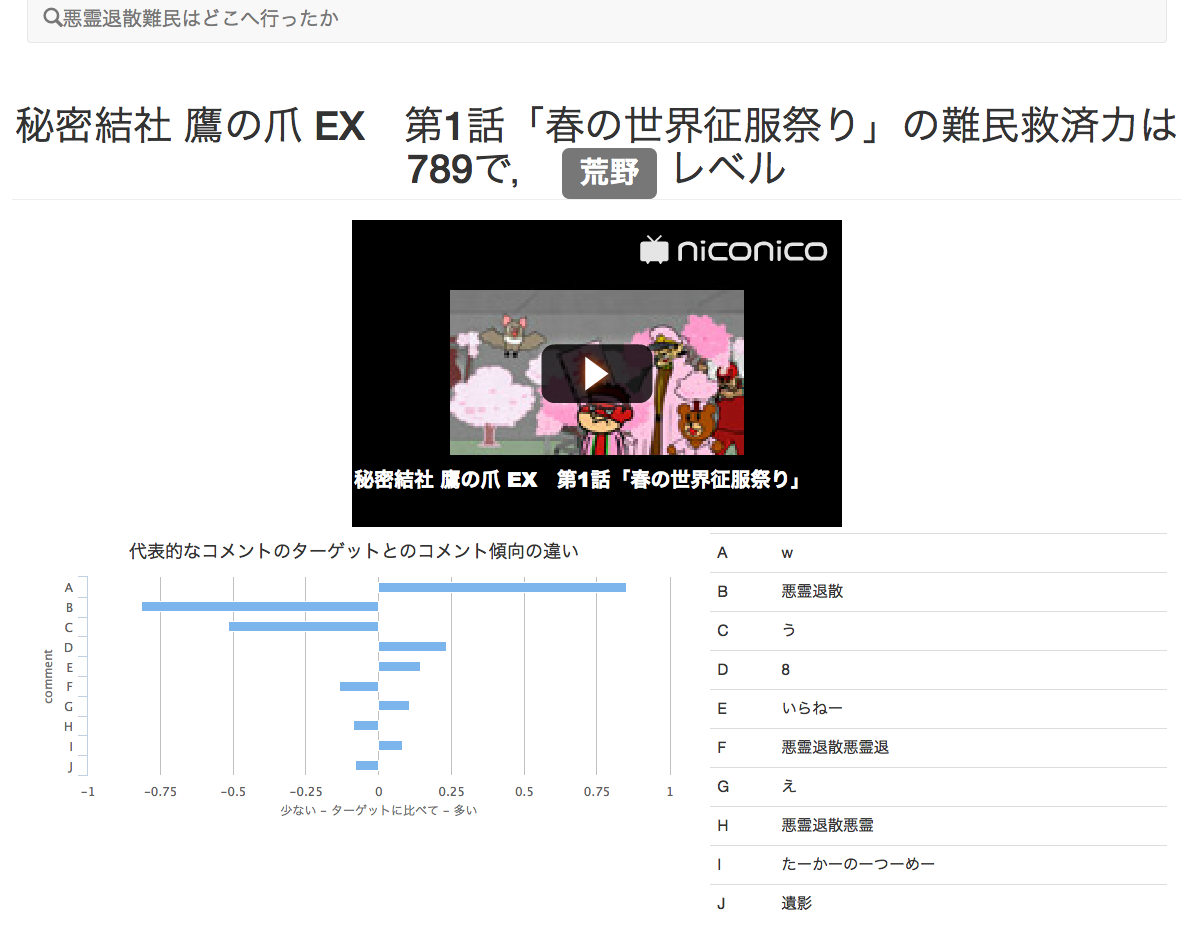 悪霊退散難民はどこへ行ったか
秘密結社 鷹の爪 EX　第1話「春の世界征服祭り」の難民救済力は
789で,　荒野 レベル
niconico
秘密結社 鷹の爪 EX　第1話「春の世界征服祭り」
代表的なコメントのターゲットとのコメント傾向の違い
comment
A
B
C
D
E
F
G
H
I
J
−1 −0.75 −0.5 −0.25 0 0.25 0.5 0.75 1
少ない − ターゲットに比べて − 多い
A w
B 悪霊退散
C う
D 8
E いらねー
F 悪霊退散悪霊退
G え
H 悪霊退散悪霊
I たーかーのーつーめー
J 遺影